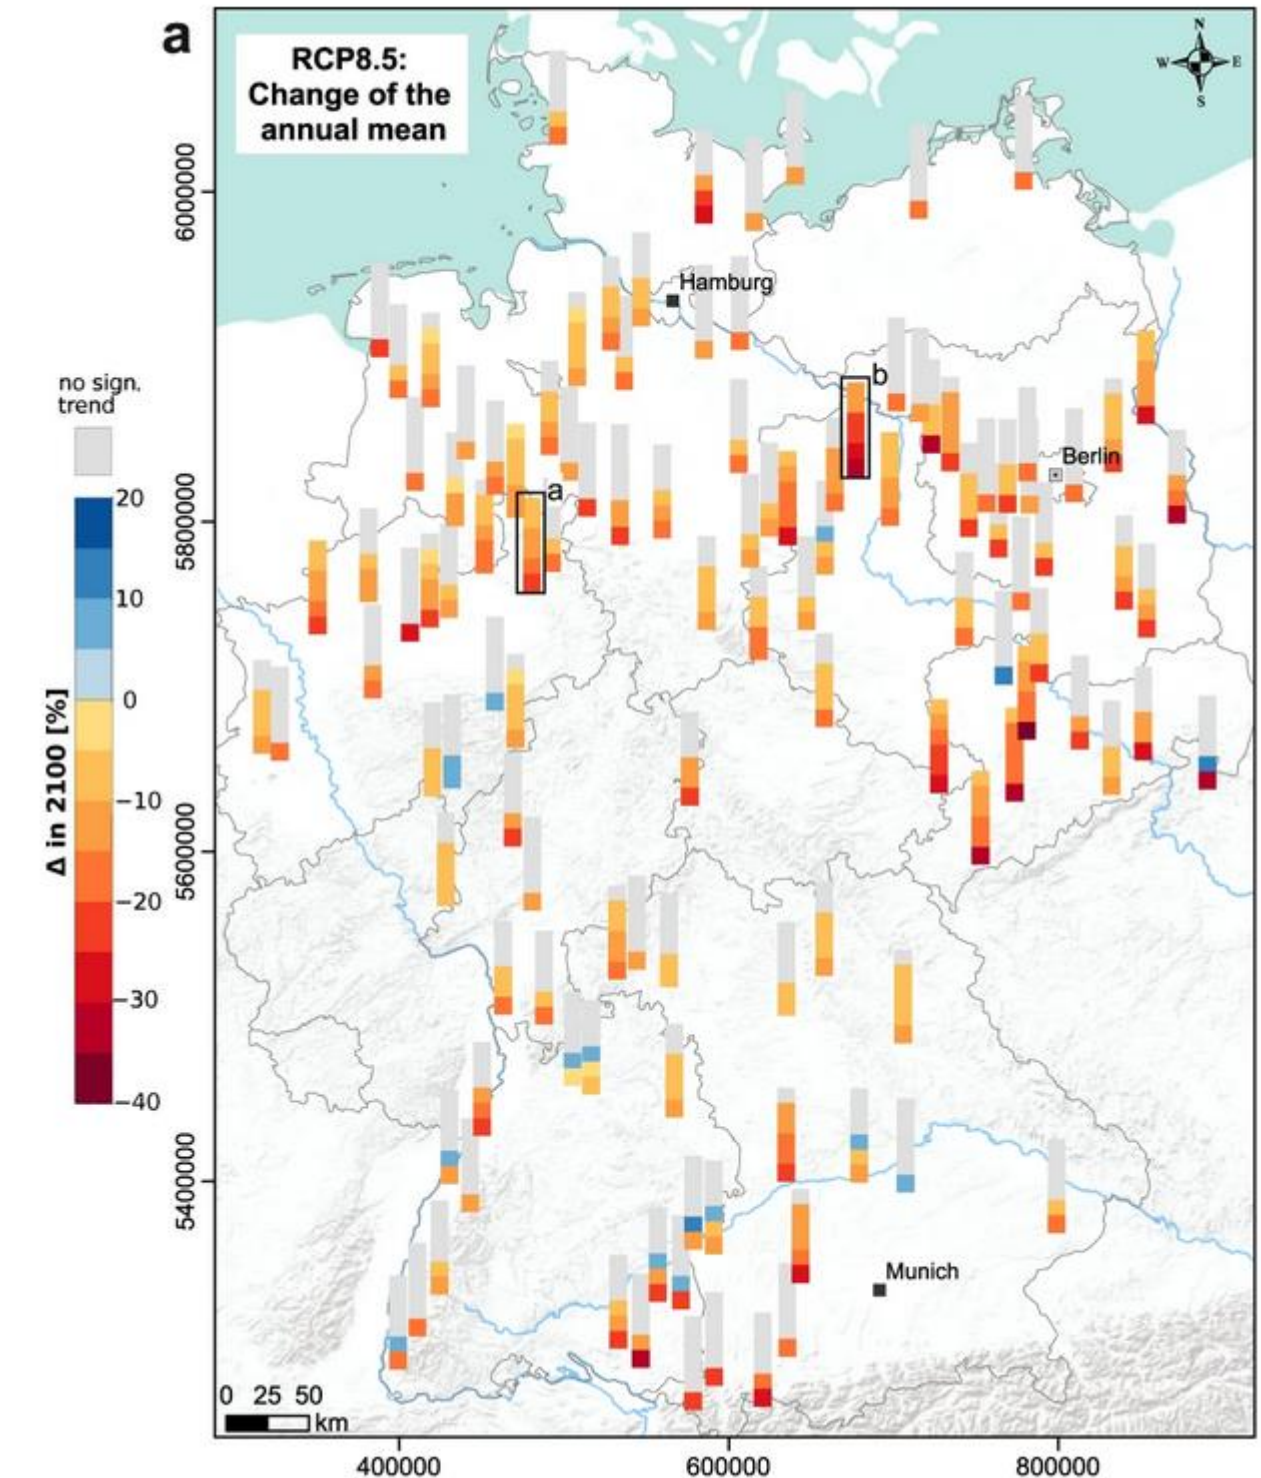 a
RCP8.5:
Change of the
annual mean
N
W
E
S
6000000
Hamburg
b
no sign.
trend
Berlin
20
a
5800000
10
0
Δ in 2100 [%]
−10
5600000
−20
−30
−40
5400000
Munich
0 25 50
km
400000 600000 800000